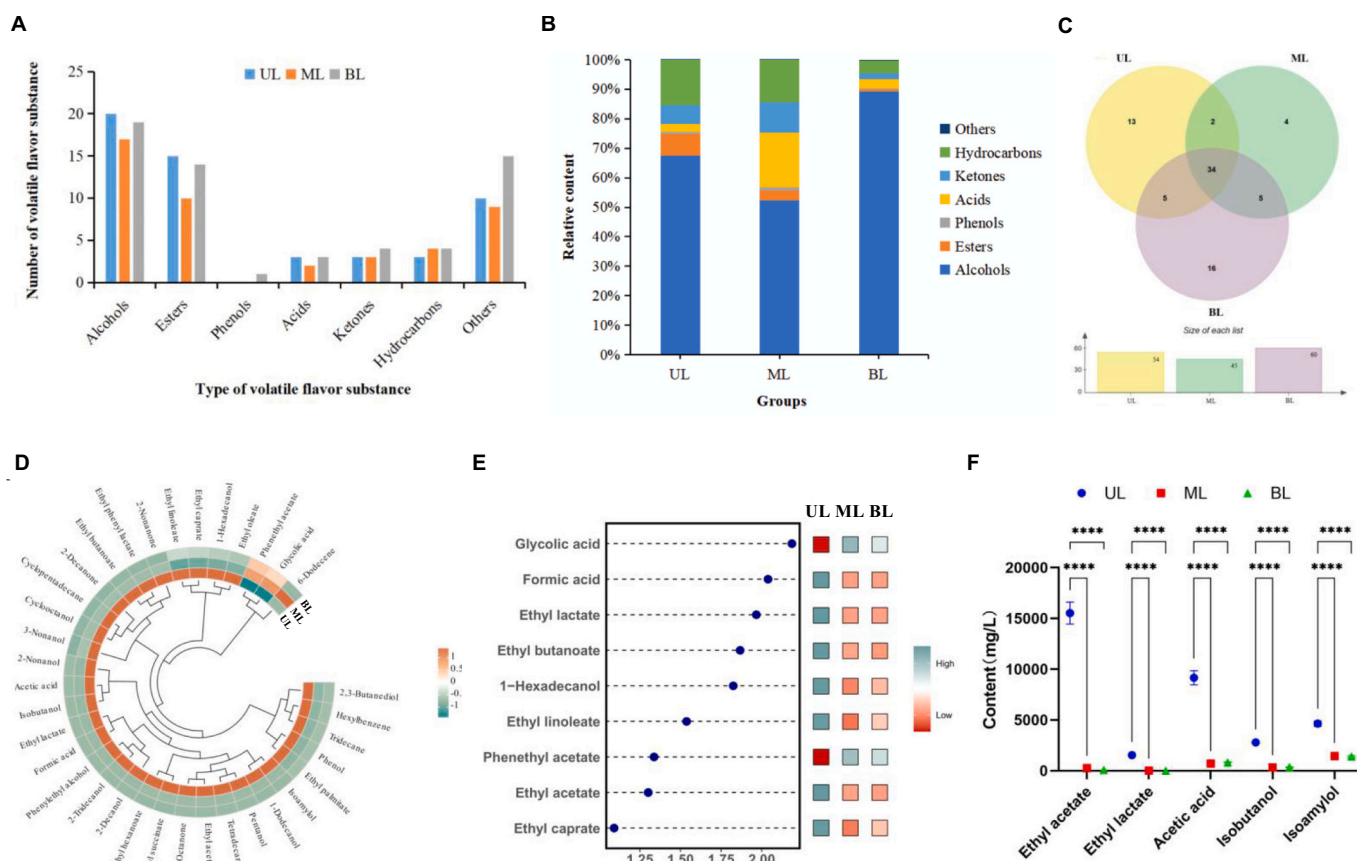 A
Number of volatile flavor substance
25
20
15
10
5
0
UL ML BL
Alcohols
Esters
Phenols
Acids
Ketones
Hydrocarbons
Others
Type of volatile flavor substance
B
Relative content
100%
90%
80%
70%
60%
50%
40%
30%
20%
10%
0%
UL ML BL
Groups
Others
Hydrocarbons
Ketones
Acids
Phenols
Esters
Alcohols
C
UL ML
13 2 4
34
5 5
16
BL
Size of each list
60
30
0
54 45 60
UL ML BL
D
2,3-Butanediol
Hexylbenzene
Tridecane
Phenol
Ethyl palmitate
Isoamylol
1-Dodecanol
Pentanol
Tetradecan
Ethyl ace
Octanone
d succinate
hyl hexanoate
2-Decanol
2-Tridecanol
Phenylethyl alcohol
Formic acid
Ethyl lactate
Isobutanol
Acetic acid
2-Nonanol
3-Nonanol
Cyclooctanol
Cyclopentadecane
2-Decanone
Ethyl butanoate
Ethyl phenyl lactate
2-Nonanone
Ethyl linoleate
Ethyl caprate
1-Hexadecanol
Ethyl oleate
Phenethyl acetate
Glycolic acid
6-Dodecene
BL
ML
UL
1
0.5
0
-0.5
-1
E
UL ML BL
Glycolic acid
Formic acid
Ethyl lactate
Ethyl butanoate
1−Hexadecanol
Ethyl linoleate
Phenethyl acetate
Ethyl acetate
Ethyl caprate
1.25 1.50 1.75 2.00
High
Low
F
UL ML BL
**** **** **** **** ****
**** **** **** **** ****
Content(mg/L)
20000
15000
10000
5000
0
Ethyl acetate
Ethyl lactate
Acetic acid
Isobutanol
Isoamylol